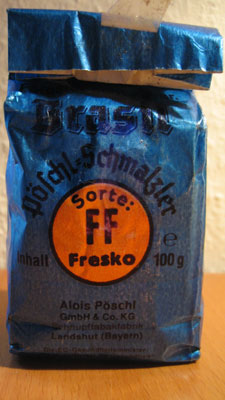 Brasil
Pöschl-Schmalzler
Sorte:
FF
Fresko
Inhalt 100 g e
Alois Pöschl
GmbH & Co. KG
Schnupftabakfabrik
Landshut (Bayern)